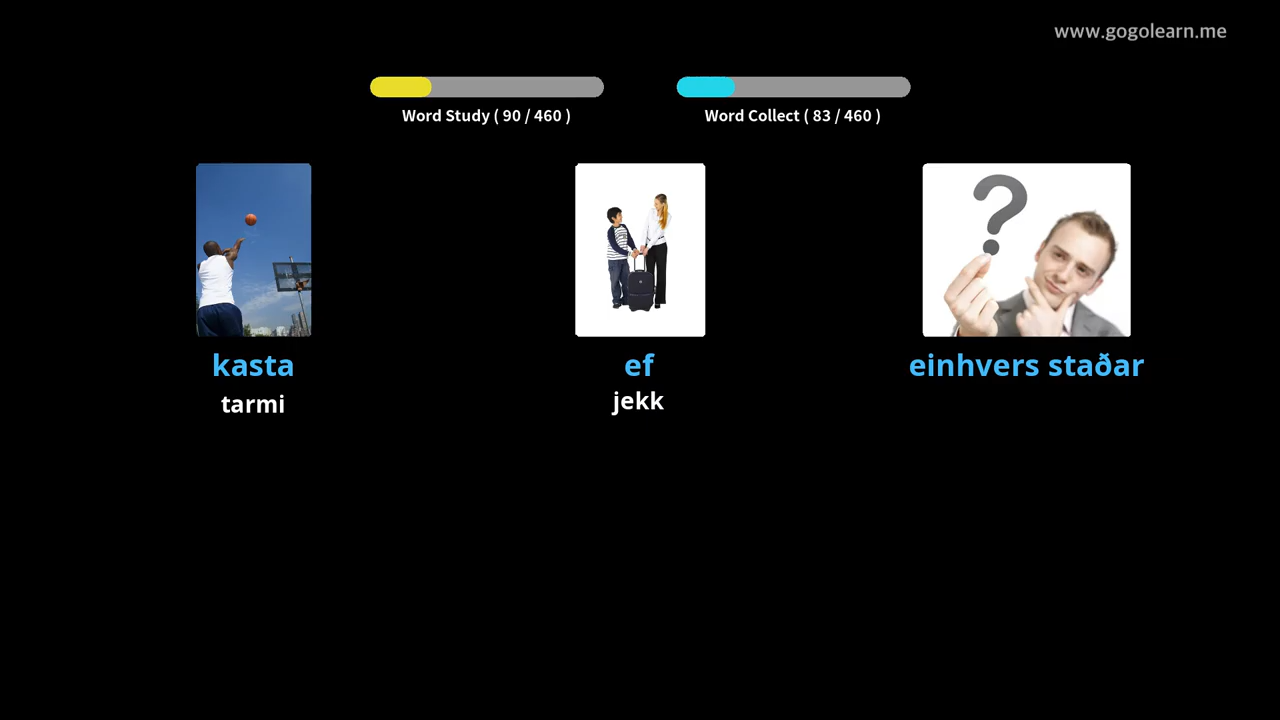 www.gogolearn.me
Word Study ( 90 / 460 )
Word Collect ( 83 / 460 )
kasta
tarmi
ef
jekk
einhvers staðar